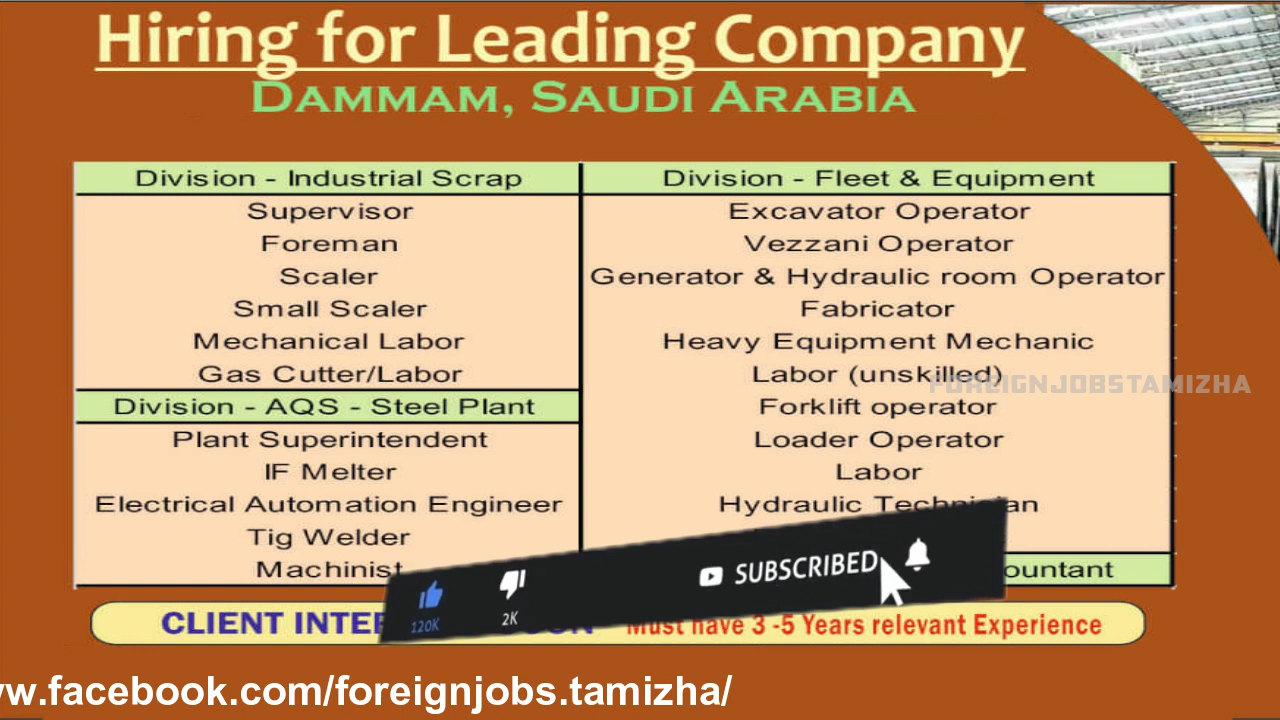 Hiring for Leading Company
DAMMAM, SAUDI ARABIA
Division - Industrial Scrap
Supervisor
Foreman
Scaler
Small Scaler
Mechanical Labor
Gas Cutter/Labor
Division - AQS - Steel Plant
Plant Superintendent
IF Melter
Electrical Automation Engineer
Tig Welder
Machinist
Division - Fleet & Equipment
Excavator Operator
Vezzani Operator
Generator & Hydraulic room Operator
Fabricator
Heavy Equipment Mechanic
Labor (unskilled)
FOREIGNJOBSTAMIZHA
Forklift operator
Loader Operator
Labor
Hydraulic Technician
SUBSCRIBED
120K
2K
CLIENT
Must have 3 -5 Years relevant Experience
w.facebook.com/foreignjobs.tamizha/